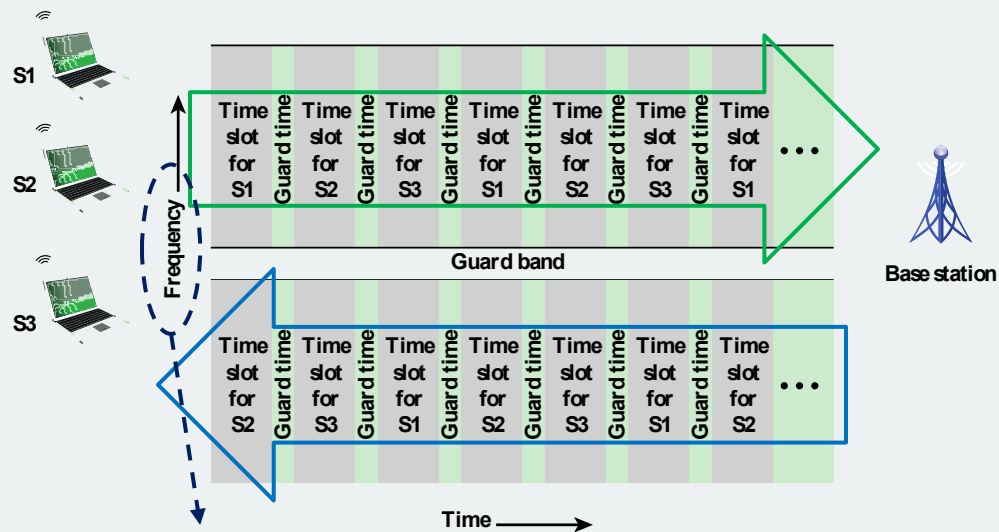 S1
S2
S3
Frequency
Time
slot
for
S1
Guard time
Time
slot
for
S2
Guard time
Time
slot
for
S3
Guard time
Time
slot
for
S1
Guard time
Time
slot
for
S2
Guard time
Time
slot
for
S3
Guard time
Time
slot
for
S1
•••
Guard band
Base station
Time
slot
for
S2
Guard time
Time
slot
for
S3
Guard time
Time
slot
for
S1
Guard time
Time
slot
for
S2
Guard time
Time
slot
for
S3
Guard time
Time
slot
for
S1
Guard time
Time
slot
for
S2
•••
Time